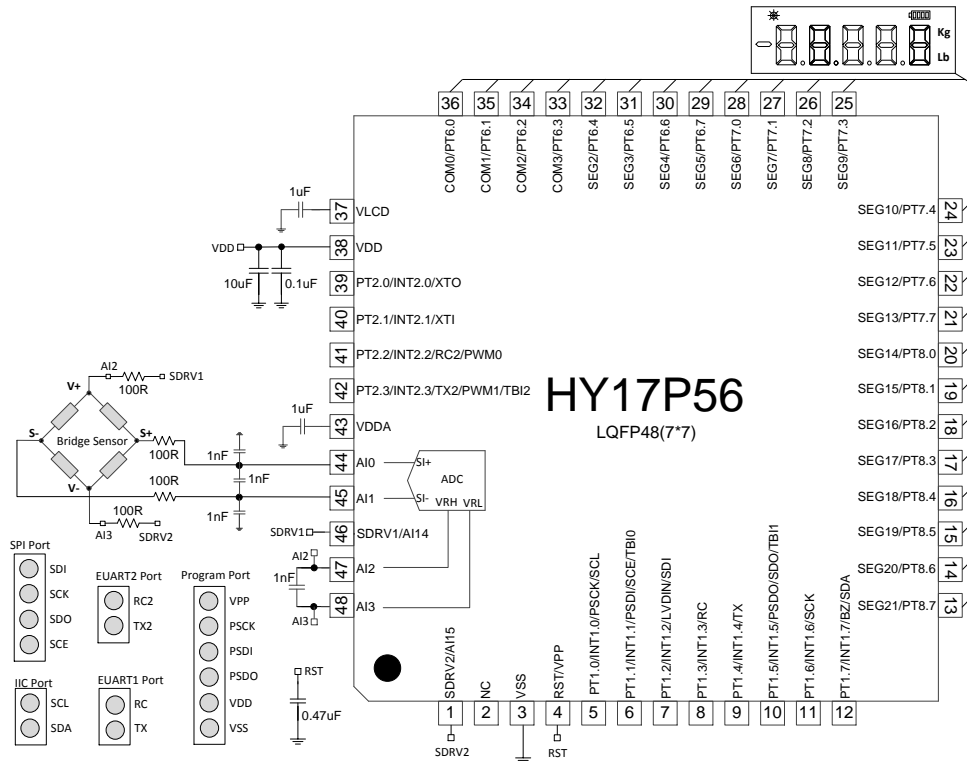 Kg
Lb
36 35 34 33 32 31 30 29 28 27 26 25
COM0/PT6.0
COM1/PT6.1
COM2/PT6.2
COM3/PT6.3
SEG2/PT6.4
SEG3/PT6.5
SEG4/PT6.6
SEG5/PT6.7
SEG6/PT7.0
SEG7/PT7.1
SEG8/PT7.2
SEG9/PT7.3
1uF
37 VLCD
VDD 38 VDD
10uF 0.1uF
39 PT2.0/INT2.0/XTO
40 PT2.1/INT2.1/XTI
41 PT2.2/INT2.2/RC2/PWM0
42 PT2.3/INT2.3/TX2/PWM1/TBI2
1uF
43 VDDA
44 AI0
45 AI1
SDRV1 46 SDRV1/AI14
AI2
47 AI2
1nF
48 AI3
AI3
SI+
ADC
SI-
VRH VRL
HY17P56
LQFP48(7*7)
SEG10/PT7.4 24
SEG11/PT7.5 23
SEG12/PT7.6 22
SEG13/PT7.7 21
SEG14/PT8.0 20
SEG15/PT8.1 19
SEG16/PT8.2 18
SEG17/PT8.3 17
SEG18/PT8.4 16
SEG19/PT8.5 15
SEG20/PT8.6 14
SEG21/PT8.7 13
AI2
SDRV1
100R
V+
S-
Bridge Sensor
S+
100R
1nF
1nF
V-
100R
1nF
100R
AI3
SDRV2
SPI Port
SDI
SCK
SDO
SCE
EUART2 Port
RC2
TX2
Program Port
VPP
PSCK
PSDI
PSDO
VDD
VSS
IIC Port
SCL
SDA
EUART1 Port
RC
TX
RST
0.47uF
SDRV2/AI15
NC
VSS
RST/VPP
PT1.0/INT1.0/PSCK/SCL
PT1.1/INT1.1/PSDI/SCE/TBI0
PT1.2/INT1.2/LVDIN/SDI
PT1.3/INT1.3/RC
PT1.4/INT1.4/TX
PT1.5/INT1.5/PSDO/SDO/TBI1
PT1.6/INT1.6/SCK
PT1.7/INT1.7/BZ/SDA
1 2 3 4 5 6 7 8 9 10 11 12
SDRV2
RST